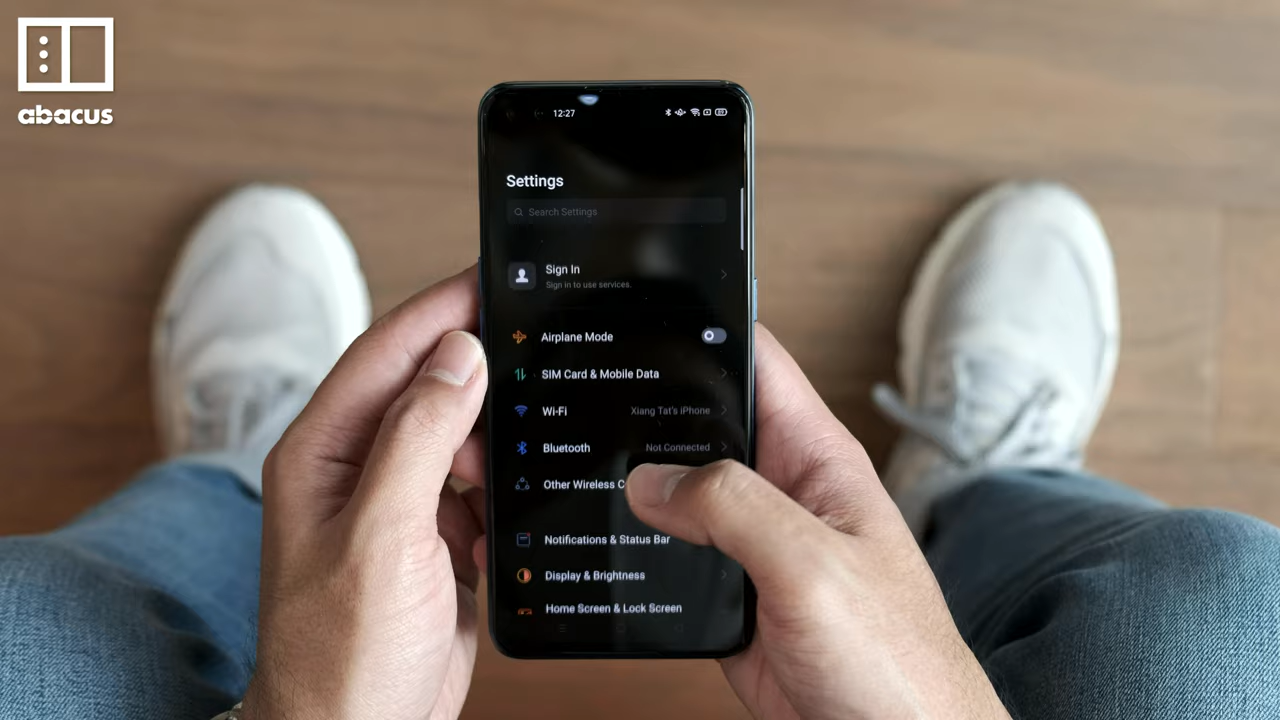 abacus
12:27
Settings
Search Settings
Sign In
Sign in to use services.
Airplane Mode
SIM Card & Mobile Data
Wi-Fi
Xiang Tat's iPhone
Bluetooth
Not Connected
Other Wireless C
Notifications & Status Bar
Display & Brightness
Home Screen & Lock Screen